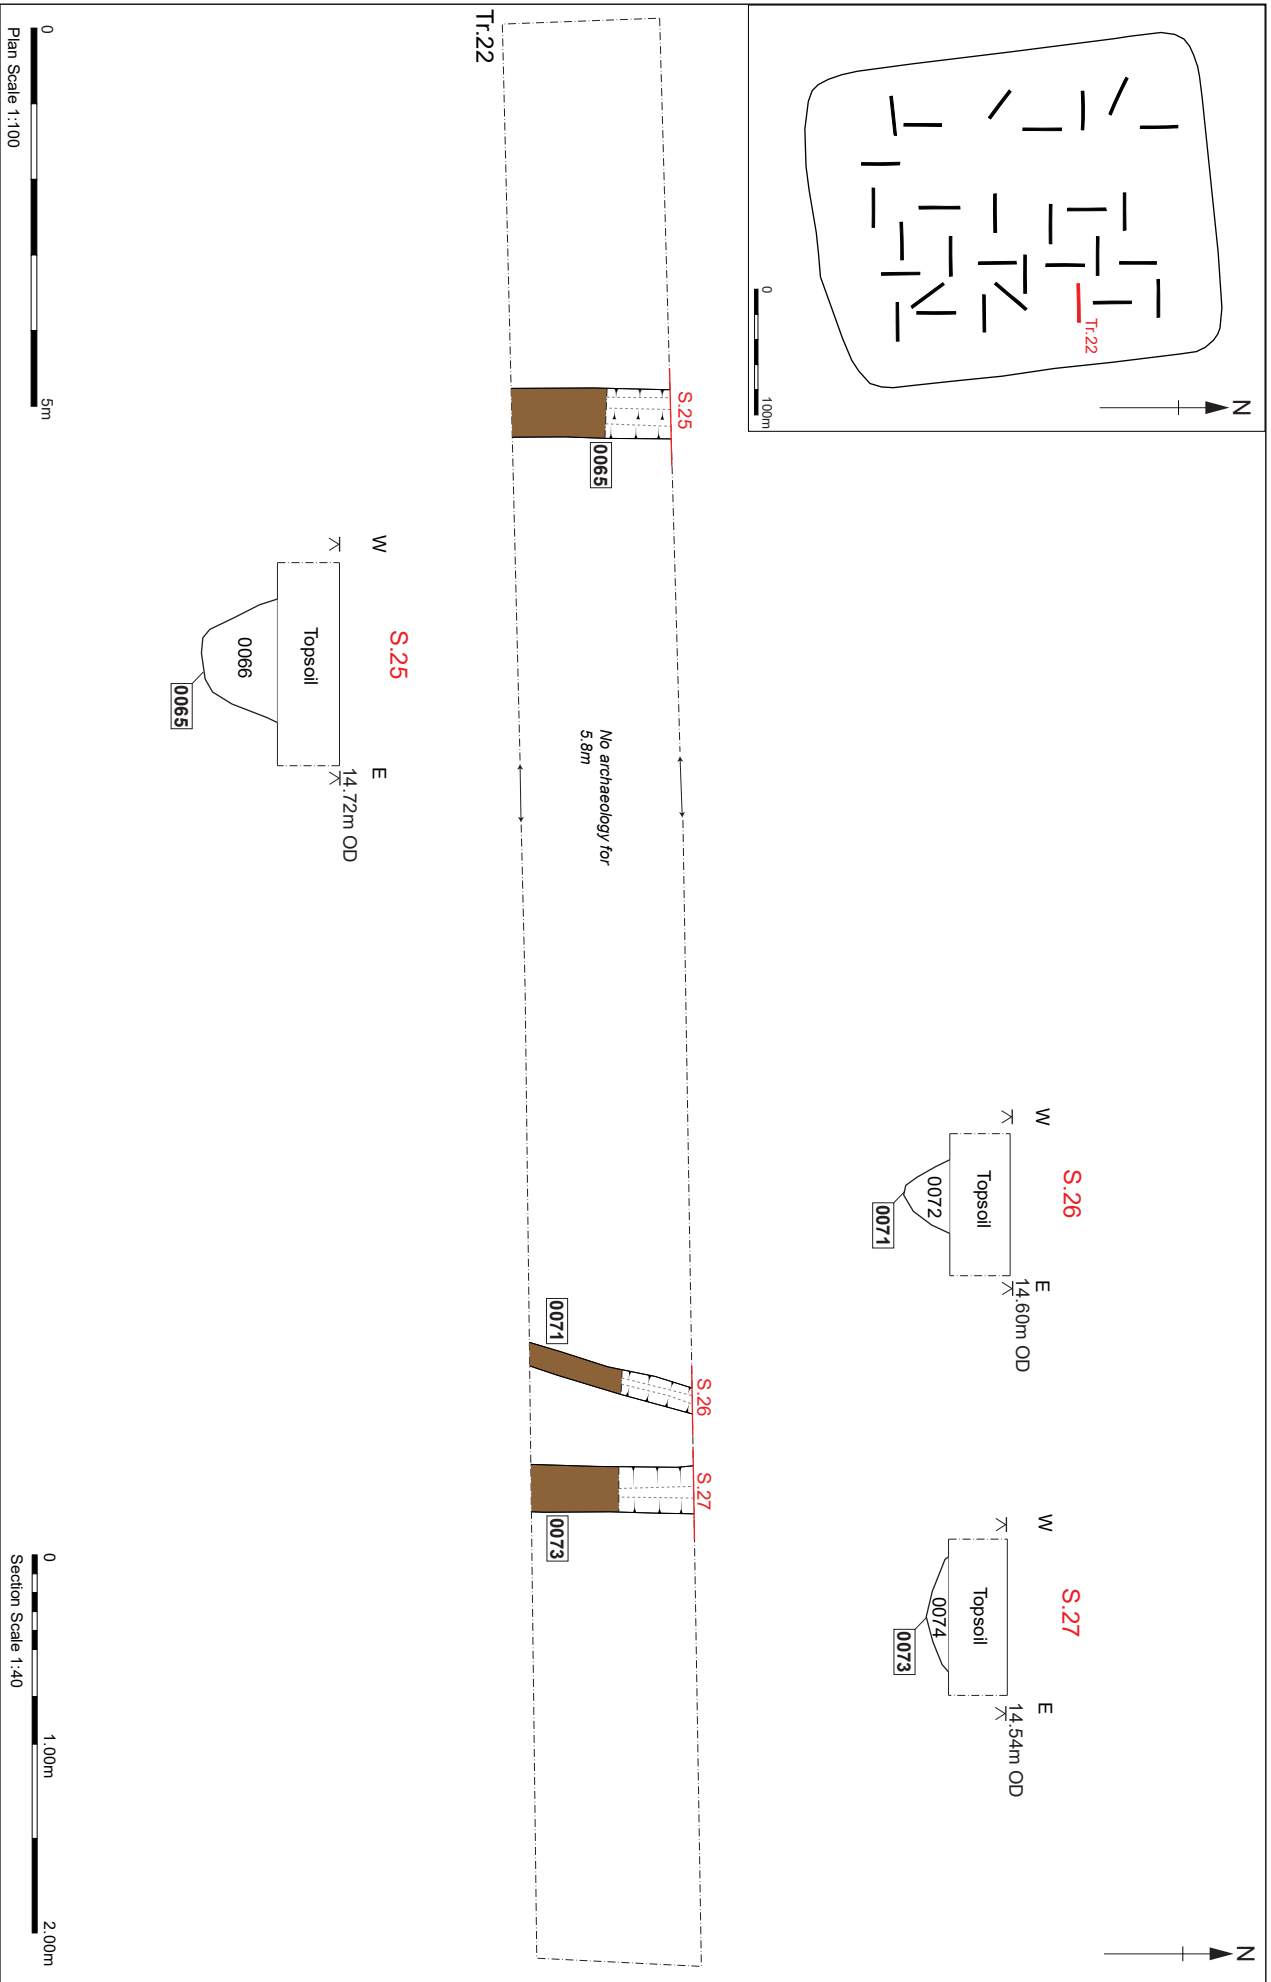 N
Tr.22
0
100m
N
S.26
W
E
14.60m OD
Topsoil
0072
0071
S.27
W
E
14.54m OD
Topsoil
0074
0073
Tr.22
S.25
0065
No archaeology for
5.8m
S.26
0071
S.27
0073
S.25
W
E
14.72m OD
Topsoil
0066
0065
0
5m
Plan Scale 1:100
0
1.00m
2.00m
Section Scale 1:40